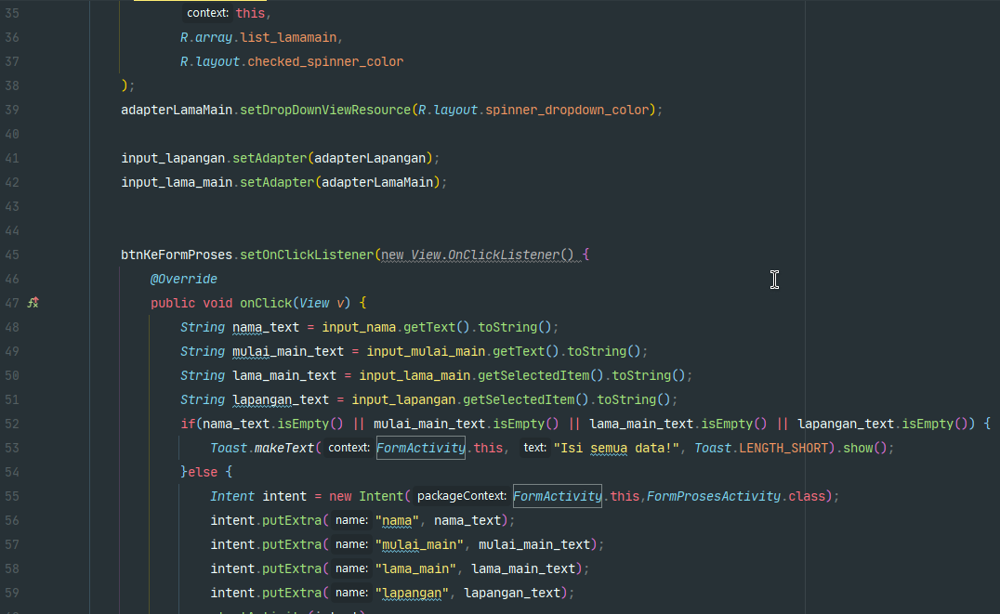 35 context: this,
36 R.array.list_lamamain,
37 R.layout.checked_spinner_color
38 );
39 adapterLamaMain.setDropDownViewResource(R.layout.spinner_dropdown_color);
40
41 input_lapangan.setAdapter(adapterLapangan);
42 input_lama_main.setAdapter(adapterLamaMain);
43
44
45 btnKeFormProses.setOnClickListener(new View.OnClickListener() {
46 @Override
47 public void onClick(View v) {
48 String nama_text = input_nama.getText().toString();
49 String mulai_main_text = input_mulai_main.getText().toString();
50 String lama_main_text = input_lama_main.getSelectedItem().toString();
51 String lapangan_text = input_lapangan.getSelectedItem().toString();
52 if(nama_text.isEmpty() || mulai_main_text.isEmpty() || lama_main_text.isEmpty() || lapangan_text.isEmpty()) {
53 Toast.makeText( context: FormActivity.this, text: "Isi semua data!", Toast.LENGTH_SHORT).show();
54 }else {
55 Intent intent = new Intent( packageContext: FormActivity.this,FormProsesActivity.class);
56 intent.putExtra( name: "nama", nama_text);
57 intent.putExtra( name: "mulai_main", mulai_main_text);
58 intent.putExtra( name: "lama_main", lama_main_text);
59 intent.putExtra( name: "lapangan", lapangan_text);